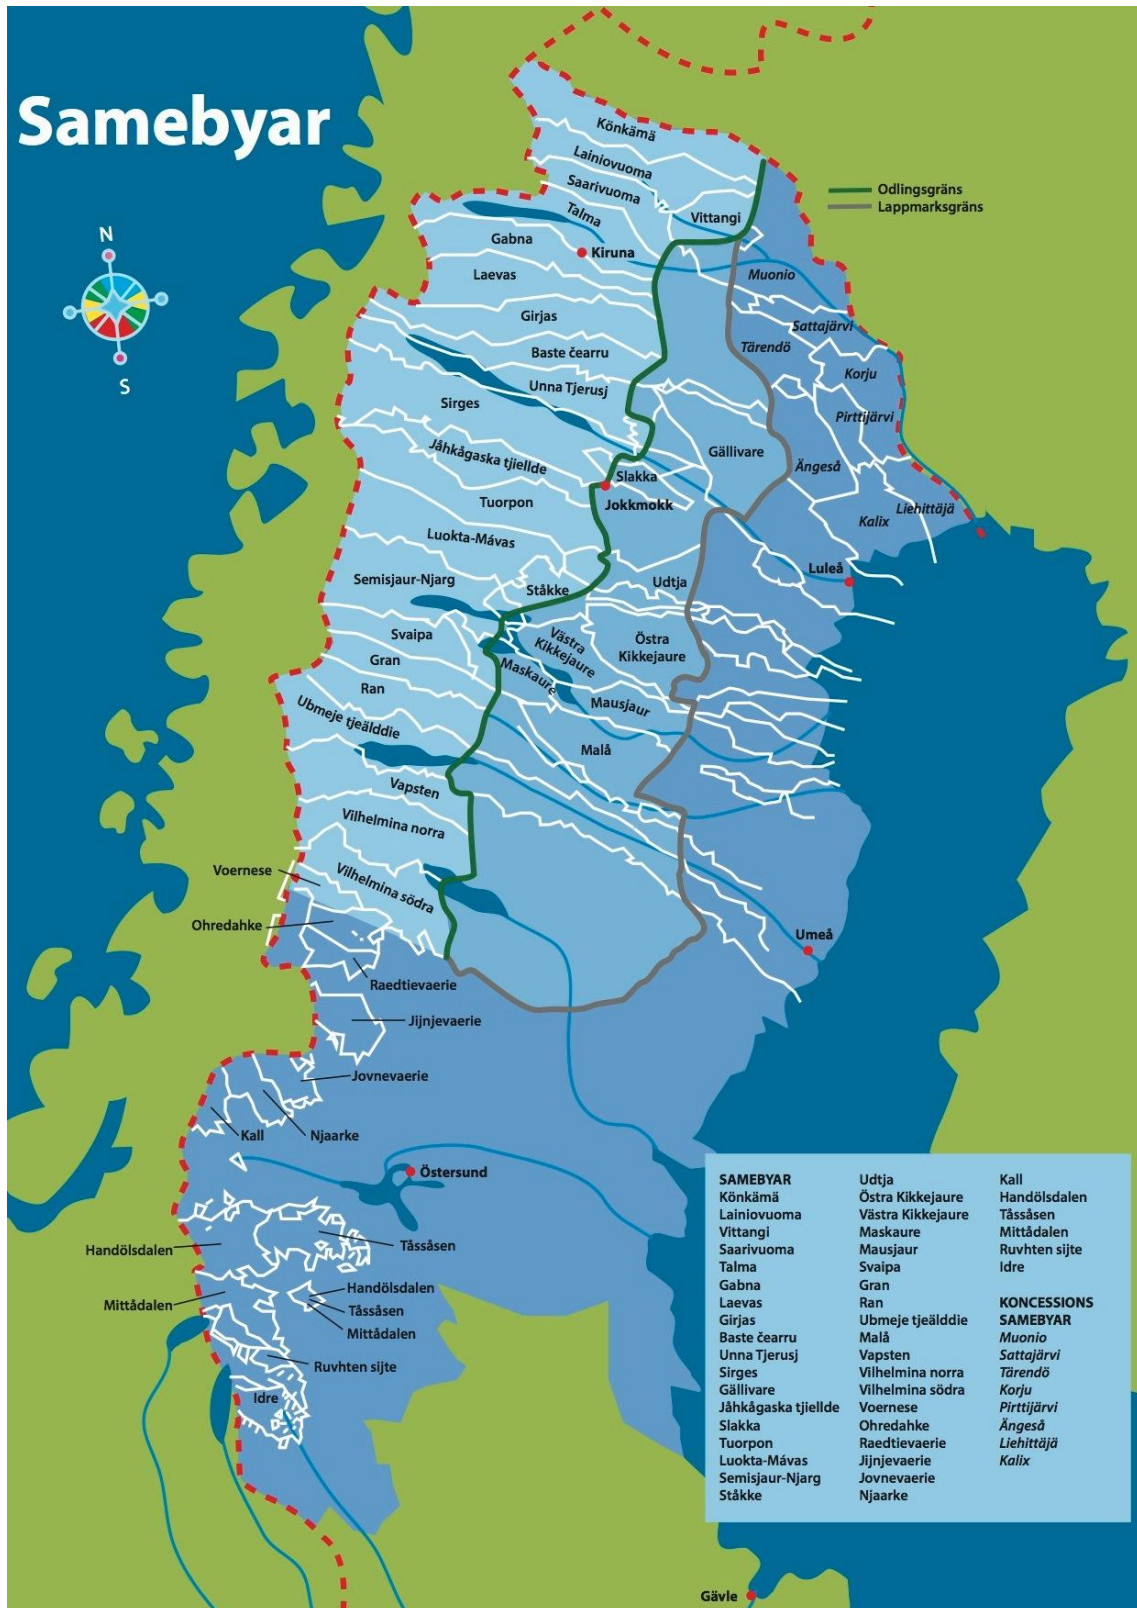 Samebyar
N
S
Odlingsgräns
Lappmarksgräns
Könkämä
Lainiovuoma
Saarivuoma
Talma
Vittangi
Gabna
Kiruna
Laevas
Muonio
Girjas
Sattajärvi
Tärendö
Baste čearru
Korju
Unna Tjerusj
Sirges
Pirttijärvi
Jåhkågaska tjiellde
Gällivare
Ängeså
Slakka
Jokkmokk
Tuorpon
Liehittäjä
Kalix
Luokta-Mávas
Luleå
Semisjaur-Njarg
Ståkke
Udtja
Svaipa
Västra
Kikkejaure
Östra
Kikkejaure
Gran
Maskaure
Ran
Mausjaur
Ubmeje tjeälddie
Malå
Vapsten
Vilhelmina norra
Voernese
Vilhelmina södra
Ohredahke
Umeå
Raedtievaerie
Jijnjevaerie
Jovnevaerie
Kall
Njaarke
Östersund
Handölsdalen
Tåssåsen
Mittådalen
Handölsdalen
Tåssåsen
Mittådalen
Ruvhten sijte
Idre
Gävle
SAMEBYAR
Könkämä
Lainiovuoma
Vittangi
Saarivuoma
Talma
Gabna
Laevas
Girjas
Baste čearru
Unna Tjerusj
Sirges
Gällivare
Jåhkågaska tjiellde
Slakka
Tuorpon
Luokta-Mávas
Semisjaur-Njarg
Ståkke
Udtja
Östra Kikkejaure
Västra Kikkejaure
Maskaure
Mausjaur
Svaipa
Gran
Ran
Ubmeje tjeälddie
Malå
Vapsten
Vilhelmina norra
Vilhelmina södra
Voernese
Ohredahke
Raedtievaerie
Jijnjevaerie
Jovnevaerie
Njaarke
Kall
Handölsdalen
Tåssåsen
Mittådalen
Ruvhten sijte
Idre
KONCESSIONS
SAMEBYAR
Muonio
Sattajärvi
Tärendö
Korju
Pirttijärvi
Ängeså
Liehittäjä
Kalix